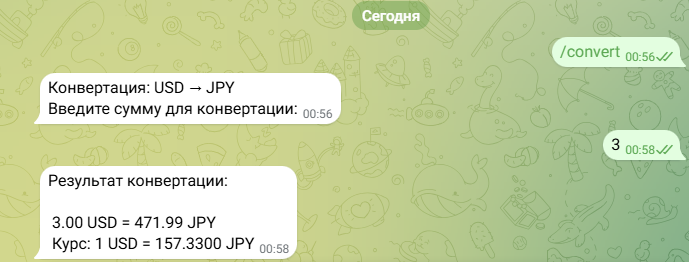 Сегодня
/convert 00:56
Конвертация: USD → JPY
Введите сумму для конвертации: 00:56
3 00:58
Результат конвертации:
3.00 USD = 471.99 JPY
Курс: 1 USD = 157.3300 JPY 00:58